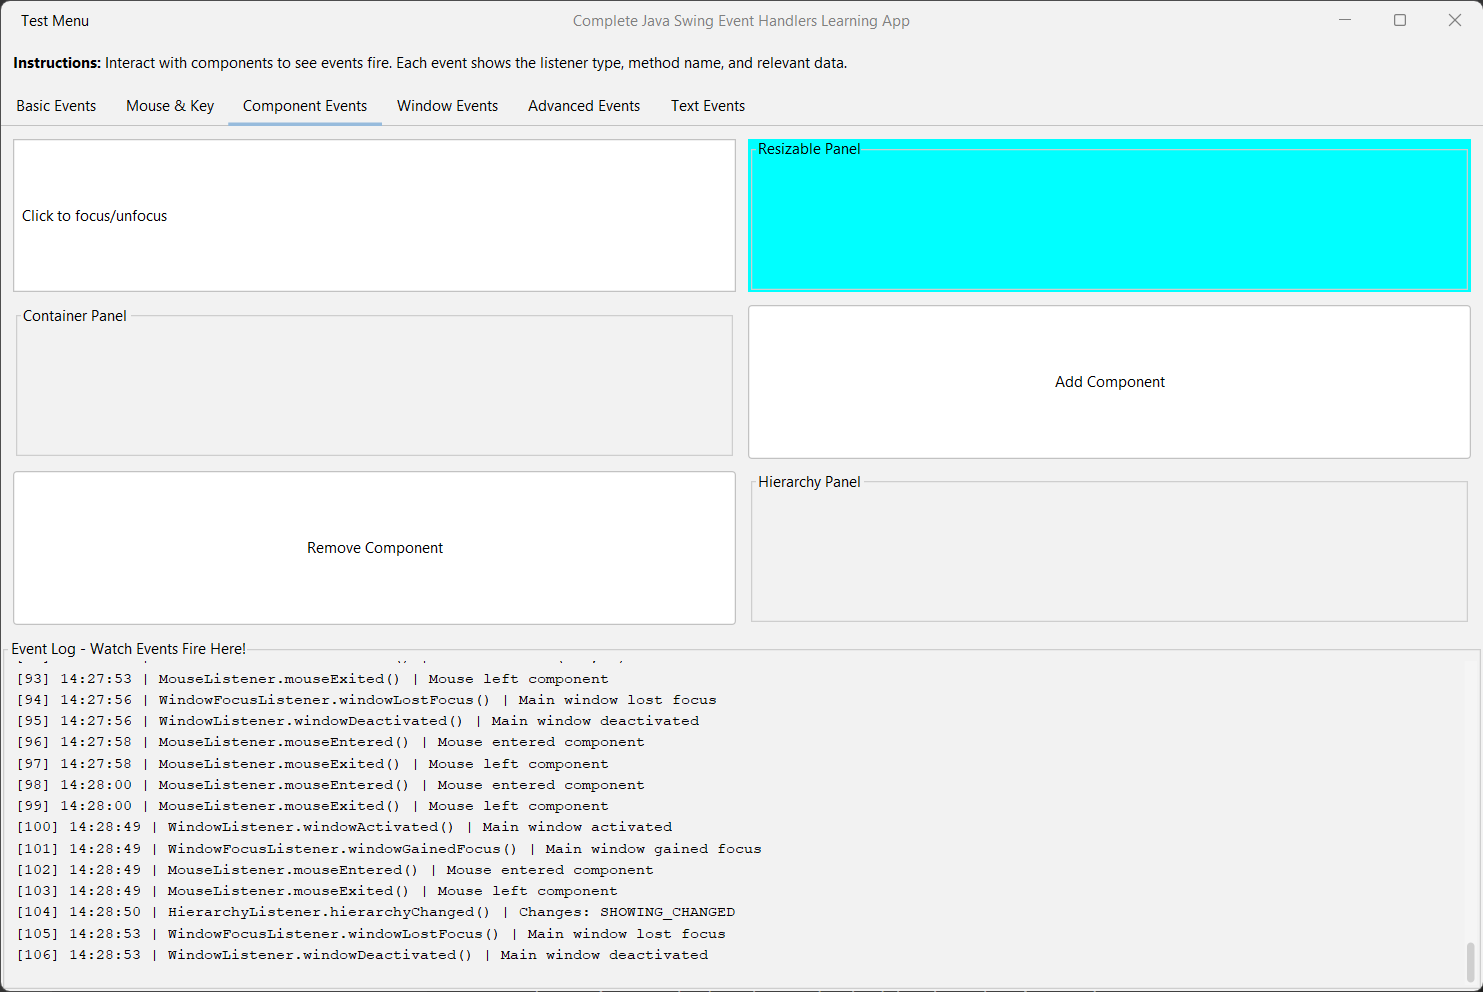 Test Menu
Complete Java Swing Event Handlers Learning App
Instructions: Interact with components to see events fire. Each event shows the listener type, method name, and relevant data.
Basic Events
Mouse & Key
Component Events
Window Events
Advanced Events
Text Events
Click to focus/unfocus
Resizable Panel
Container Panel
Add Component
Remove Component
Hierarchy Panel
Event Log - Watch Events Fire Here!
[93] 14:27:53 | MouseListener.mouseExited() | Mouse left component
[94] 14:27:56 | WindowFocusListener.windowLostFocus() | Main window lost focus
[95] 14:27:56 | WindowListener.windowDeactivated() | Main window deactivated
[96] 14:27:58 | MouseListener.mouseEntered() | Mouse entered component
[97] 14:27:58 | MouseListener.mouseExited() | Mouse left component
[98] 14:28:00 | MouseListener.mouseEntered() | Mouse entered component
[99] 14:28:00 | MouseListener.mouseExited() | Mouse left component
[100] 14:28:49 | WindowListener.windowActivated() | Main window activated
[101] 14:28:49 | WindowFocusListener.windowGainedFocus() | Main window gained focus
[102] 14:28:49 | MouseListener.mouseEntered() | Mouse entered component
[103] 14:28:49 | MouseListener.mouseExited() | Mouse left component
[104] 14:28:50 | HierarchyListener.hierarchyChanged() | Changes: SHOWING_CHANGED
[105] 14:28:53 | WindowFocusListener.windowLostFocus() | Main window lost focus
[106] 14:28:53 | WindowListener.windowDeactivated() | Main window deactivated